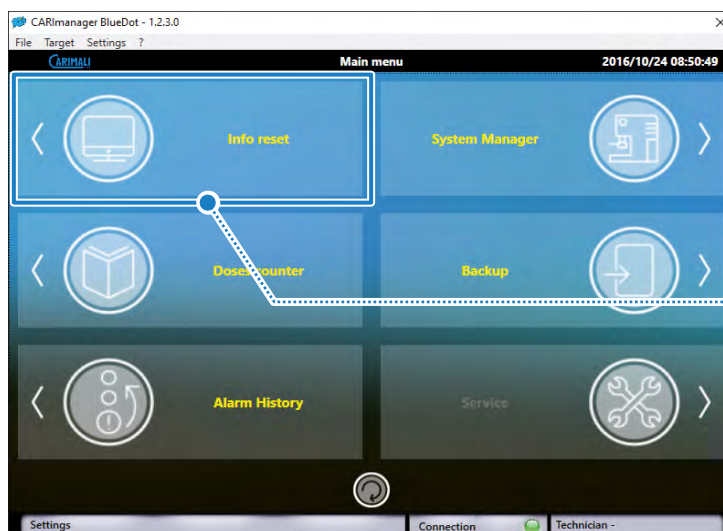 CARImanager BlueDot - 1.2.3.0
File Target Settings ?
CARIMALI Main menu 2016/10/24 08:50:49
Info reset System Manager
Doses counter Backup
Alarm History Service
Settings Connection Technician -